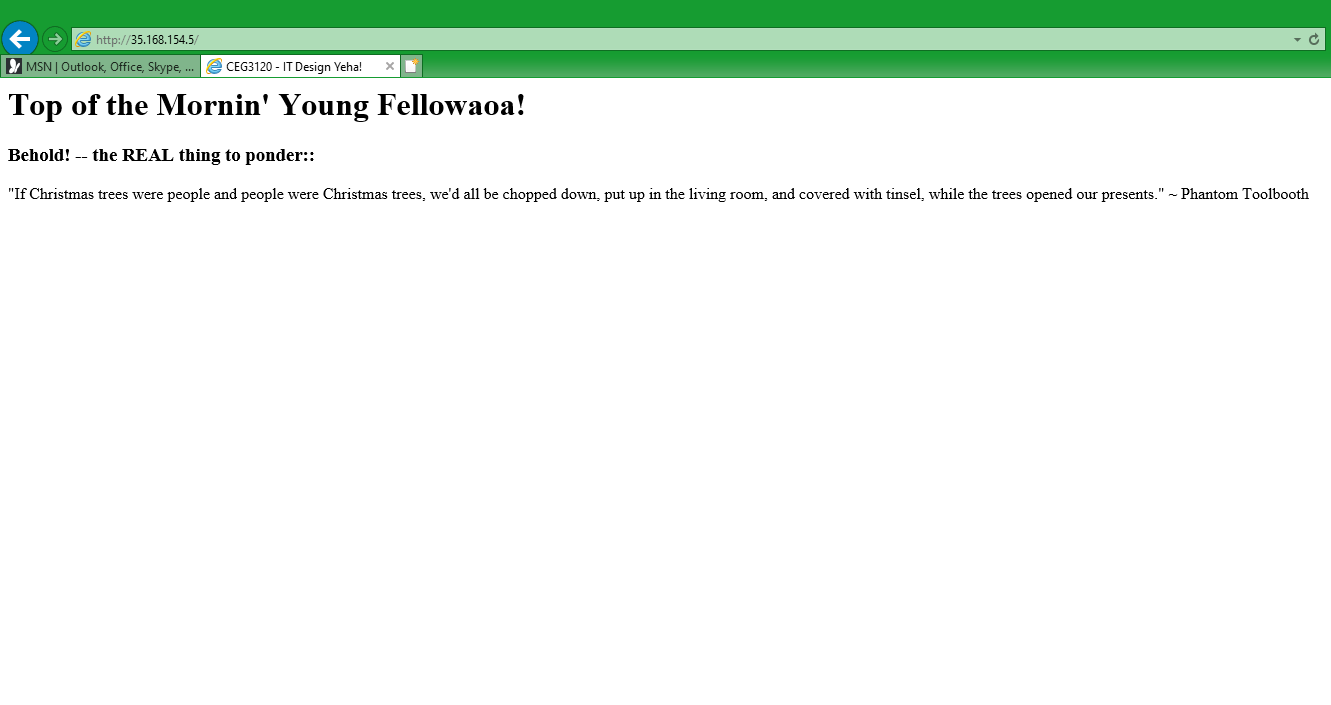 http://35.168.154.5/
MSN | Outlook, Office, Skype, ...
CEG3120 - IT Design Yeha!
Top of the Mornin' Young Fellowaoa!
Behold! -- the REAL thing to ponder::
"If Christmas trees were people and people were Christmas trees, we'd all be chopped down, put up in the living room, and covered with tinsel, while the trees opened our presents." ~ Phantom Toolbooth